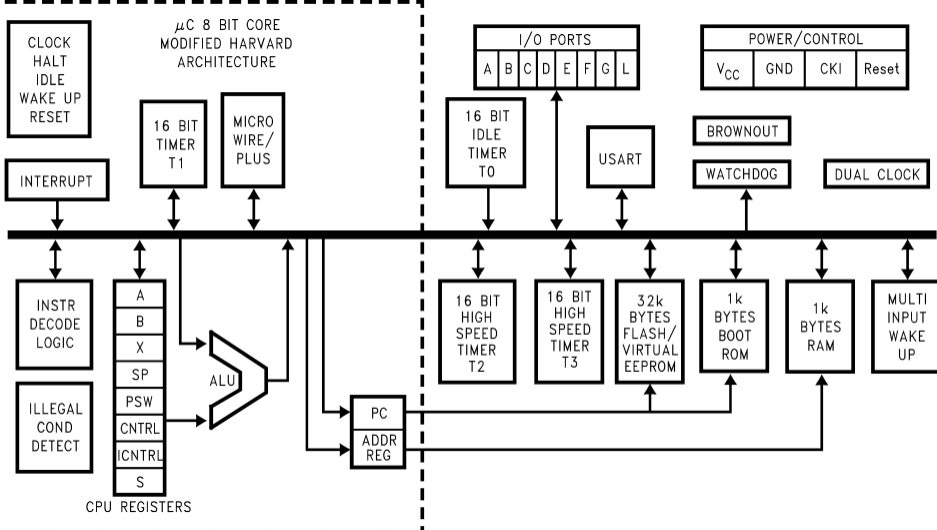 CLOCK
HALT
IDLE
WAKE UP
RESET
μC 8 BIT CORE
MODIFIED HARVARD
ARCHITECTURE
16 BIT
TIMER
T1
MICRO
WIRE/
PLUS
INTERRUPT
I/O PORTS
A B C D E F G L
POWER/CONTROL
VCC GND CKI Reset
16 BIT
IDLE
TIMER
T0
USART
BROWNOUT
WATCHDOG
DUAL CLOCK
INSTR
DECODE
LOGIC
ILLEGAL
COND
DETECT
A
B
X
SP
PSW
CNTRL
ICNTRL
S
CPU REGISTERS
ALU
PC
ADDR
REG
16 BIT
HIGH
SPEED
TIMER
T2
16 BIT
HIGH
SPEED
TIMER
T3
32k
BYTES
FLASH/
VIRTUAL
EEPROM
1k
BYTES
BOOT
ROM
1k
BYTES
RAM
MULTI
INPUT
WAKE
UP